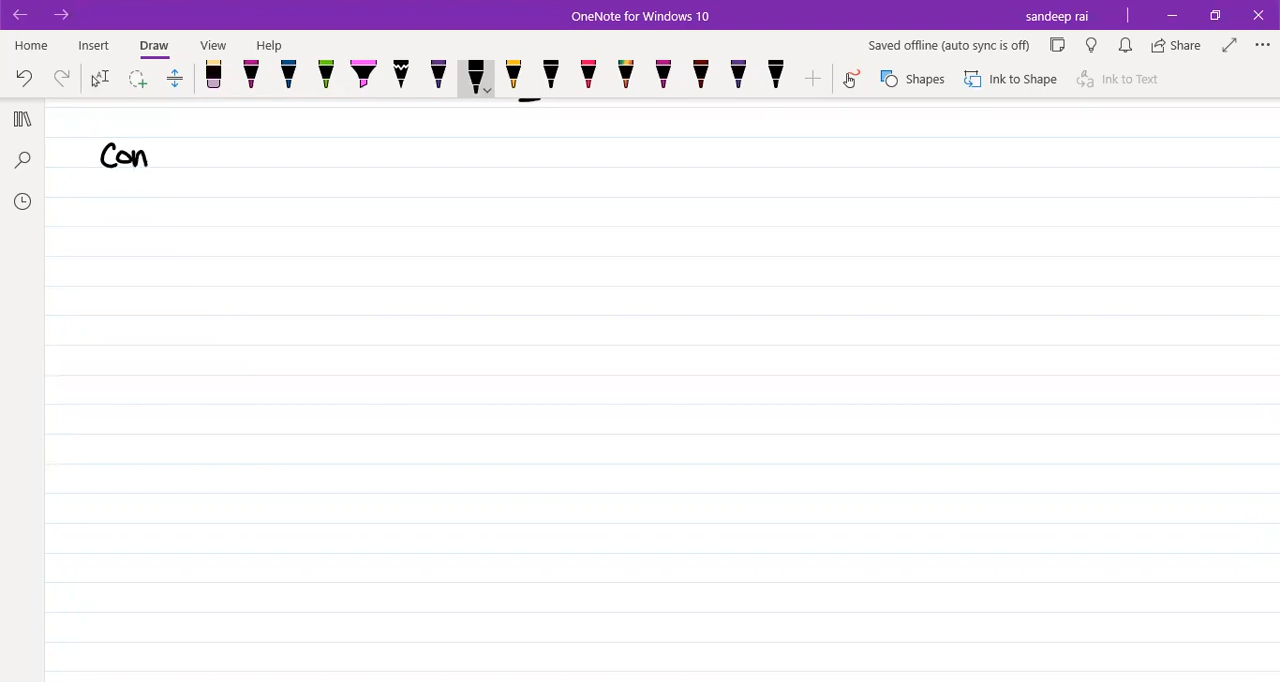 OneNote for Windows 10
sandeep rai
Home Insert Draw View Help
Saved offline (auto sync is off)
Share
Shapes
Ink to Shape
Ink to Text
Con